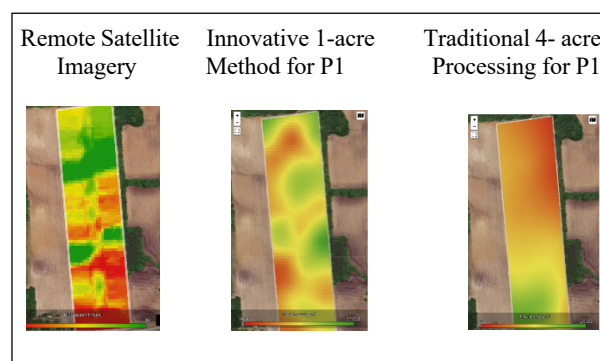 Remote Satellite
Imagery
Innovative 1-acre
Method for P1
Traditional 4- acre
Processing for P1
+
-
+
-